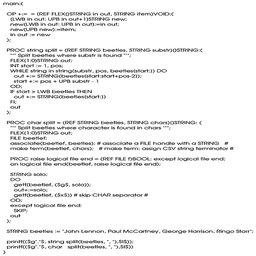 main:(
OP +:= = (REF FLEX()STRING in out, STRING item)VOID:(
(LWB in out: UPB in out+1)STRING new;
new(LWB in out: UPB in out):=in out;
new(UPB new):=item;
in out := new
);
PROC string split = (REF STRING beetles, STRING substr)()STRING:(
""" Split beetles where substr is found """;
FLEX(1:0)STRING out;
INT start := 1, pos;
WHILE string in string(substr, pos, beetles(start:)) DO
out +:= STRING(beetles(start:start+pos-2));
start +:= pos + UPB substr - 1
OD;
IF start > LWB beetles THEN
out +:= STRING(beetles(start:))
FI;
out
);
PROC char split = (REF STRING beetles, STRING chars)()STRING: (
""" Split beetles where character is found in chars """;
FLEX(1:0)STRING out;
FILE beetlef;
associate(beetlef, beetles); # associate a FILE handle with a STRING #
make term(beetlef, chars); # make term: assign CSV string terminator #
PROC raise logical file end = (REF FILE f)BOOL: except logical file end;
on logical file end(beetlef, raise logical file end);
STRING solo;
DO
getf(beetlef, ($g$, solo));
out+:=solo;
getf(beetlef, ($x$)) # skip CHAR separator #
OD;
except logical file end:
SKIP;
out
);
STRING beetles := "John Lennon, Paul McCartney, George Harrison, Ringo Starr";
printf(($g"."$, string split(beetles, ", "),$l$));
printf(($g"."$, char split(beetles, ", "),$l$))
)